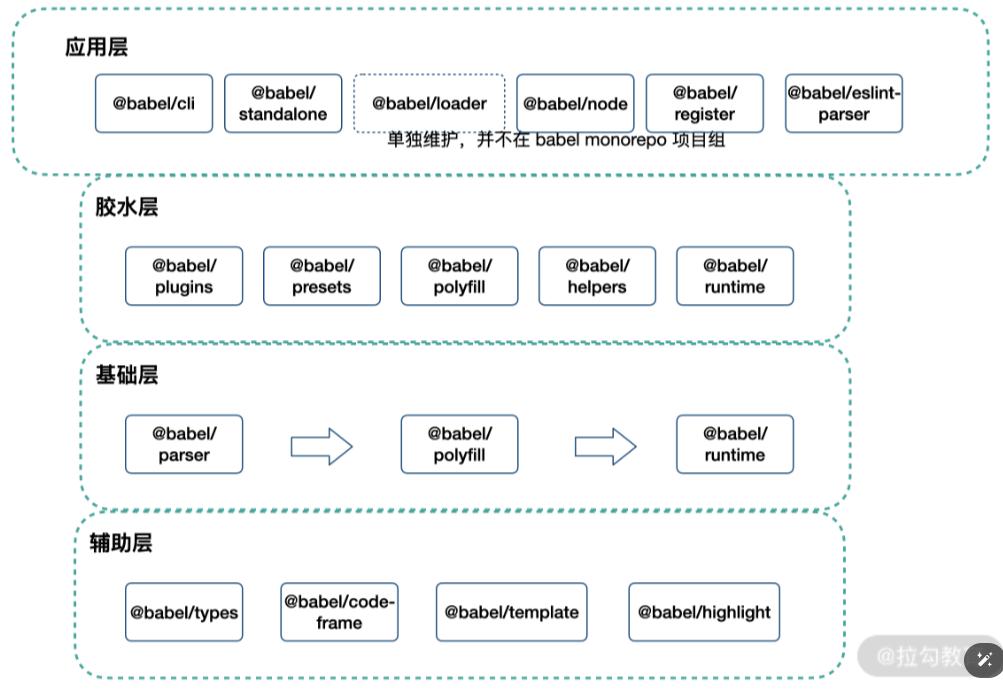 应用层
@babel/cli
@babel/
standalone
@babel/loader
@babel/node
@babel/
register
@babel/eslint-
parser
单独维护，并不在 babel monorepo 项目组
胶水层
@babel/
plugins
@babel/
presets
@babel/
polyfill
@babel/
helpers
@babel/
runtime
基础层
@babel/
parser
@babel/
polyfill
@babel/
runtime
辅助层
@babel/types
@babel/code-
frame
@babel/template
@babel/highlight
@拉勾教